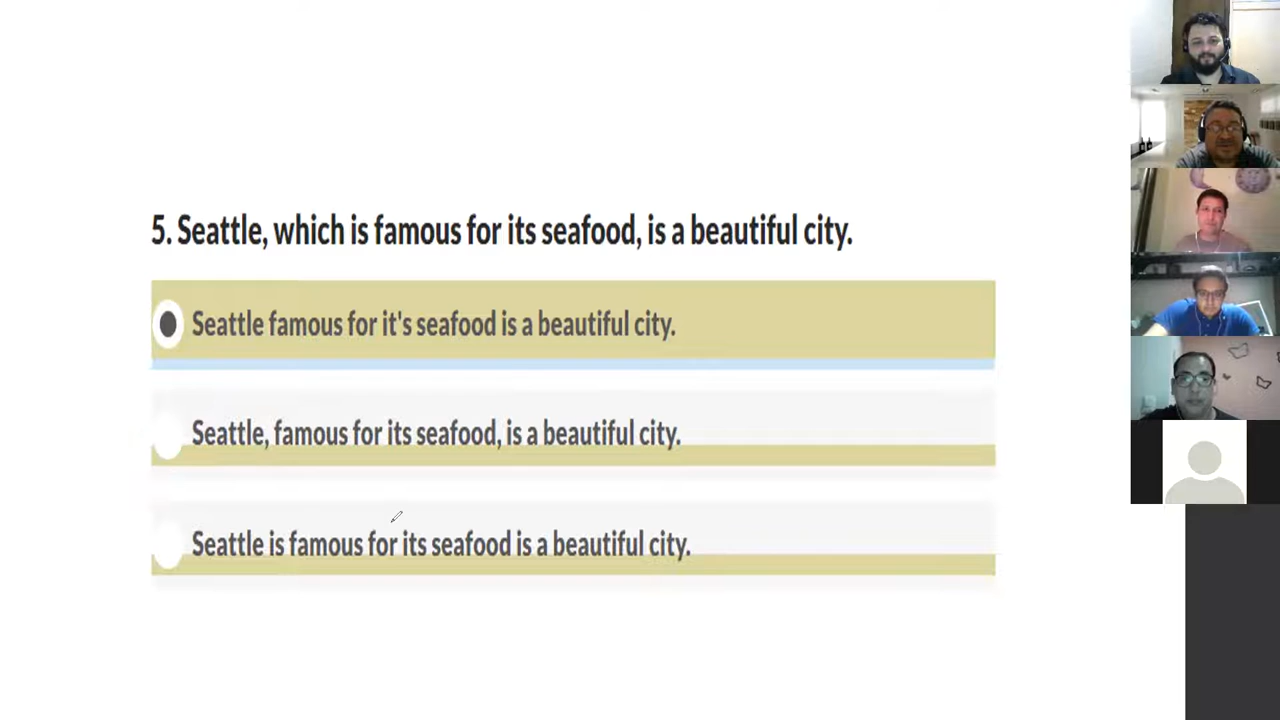 5. Seattle, which is famous for its seafood, is a beautiful city.
Seattle famous for it's seafood is a beautiful city.
Seattle, famous for its seafood, is a beautiful city.
Seattle is famous for its seafood is a beautiful city.